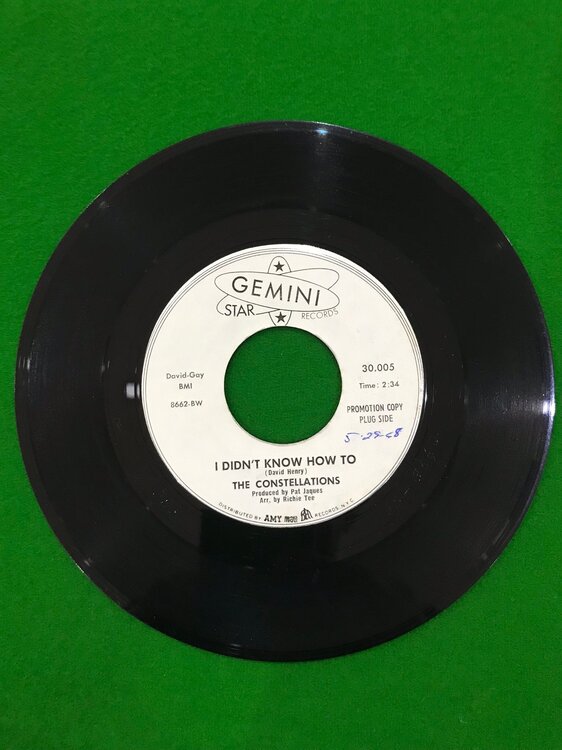 GEMINI
STAR RECORDS
David-Gay
BMI
8662-BW
30.005
Time: 2:34
PROMOTION COPY
PLUG SIDE
5-29-68
I DIDN'T KNOW HOW TO
(David Henry)
THE CONSTELLATIONS
Produced by Pat Jaques
Arr. by Richie Tee
DISTRIBUTED BY AMY mala Bell RECORDS N.Y.C.